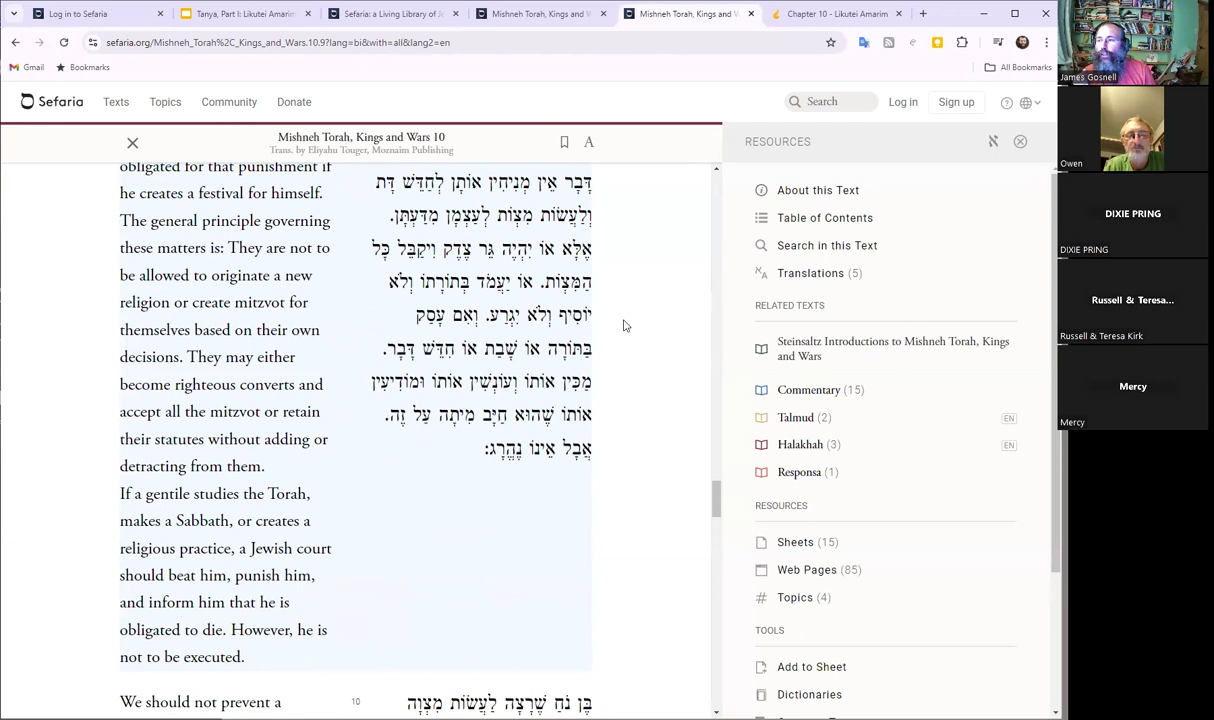 Log in to Sefaria
Tanya, Part I; Likutei Amarim
Sefaria: a Living Library of Je
Mishneh Torah, Kings and W
Mishneh Torah, Kings and W
Chapter 10 - Likutei Amarim
sefaria.org/Mishneh_Torah%2C_Kings_and_Wars.10.9?lang=bi&with=all&lang2=en
Gmail
Bookmarks
All Bookmarks
Sefaria
Texts
Topics
Community
Donate
Search
Log in
Sign up
Mishneh Torah, Kings and Wars 10
Trans. by Eliyahu Touger, Moznaim Publishing
A
obligated for that punishment if
he creates a festival for himself.
The general principle governing
these matters is: They are not to
be allowed to originate a new
religion or create mitzvot for
themselves based on their own
decisions. They may either
become righteous converts and
accept all the mitzvot or retain
their statutes without adding or
detracting from them.
If a gentile studies the Torah,
makes a Sabbath, or creates a
religious practice, a Jewish court
should beat him, punish him,
and inform him that he is
obligated to die. However, he is
not to be executed.
We should not prevent a
דָּבָר אֵין מְנִיחִין אוֹתָן לְחַדֵּשׁ דָּת
וְלַעֲשׂוֹת מִצְוֹת לְעַצְמָן מִדַּעְתָּן.
אֶלָּא אוֹ יִהְיֶה גֵּר צֶדֶק וִיקַבֵּל כָּל
הַמִּצְוֹת. אוֹ יַעֲמֹד בְּתוֹרָתוֹ וְלֹא
יוֹסִיף וְלֹא יִגְרַע. וְאִם עָסַק
בַּתּוֹרָה אוֹ שָׁבַת אוֹ חִדֵּשׁ דָּבָר.
מַכִּין אוֹתוֹ וְעוֹנְשִׁין אוֹתוֹ וּמוֹדִיעִין
אוֹתוֹ שֶׁהוּא חַיָּב מִיתָה עַל זֶה.
אֲבָל אֵינוֹ נֶהֱרָג:
10
בֶּן נֹחַ שֶׁרָצָה לַעֲשׂוֹת מִצְוָה
RESOURCES
About this Text
Table of Contents
Search in this Text
Translations (5)
RELATED TEXTS
Steinsaltz Introductions to Mishneh Torah, Kings
and Wars
Commentary (15)
Talmud (2)
EN
Halakhah (3)
EN
Responsa (1)
RESOURCES
Sheets (15)
Web Pages (85)
Topics (4)
TOOLS
Add to Sheet
Dictionaries
James Gosnell
Owen
DIXIE PRING
DIXIE PRING
Russell & Teresa...
Russell & Teresa Kirk
Mercy
Mercy